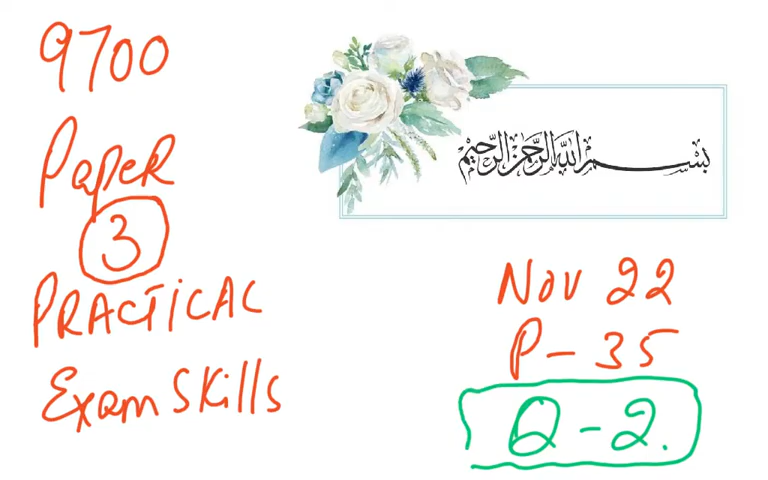 9700
Paper
3
PRACTICAL
Exam Skills
بسم الله الرحمن الرحيم
Nov 22
P - 35
Q - 2.